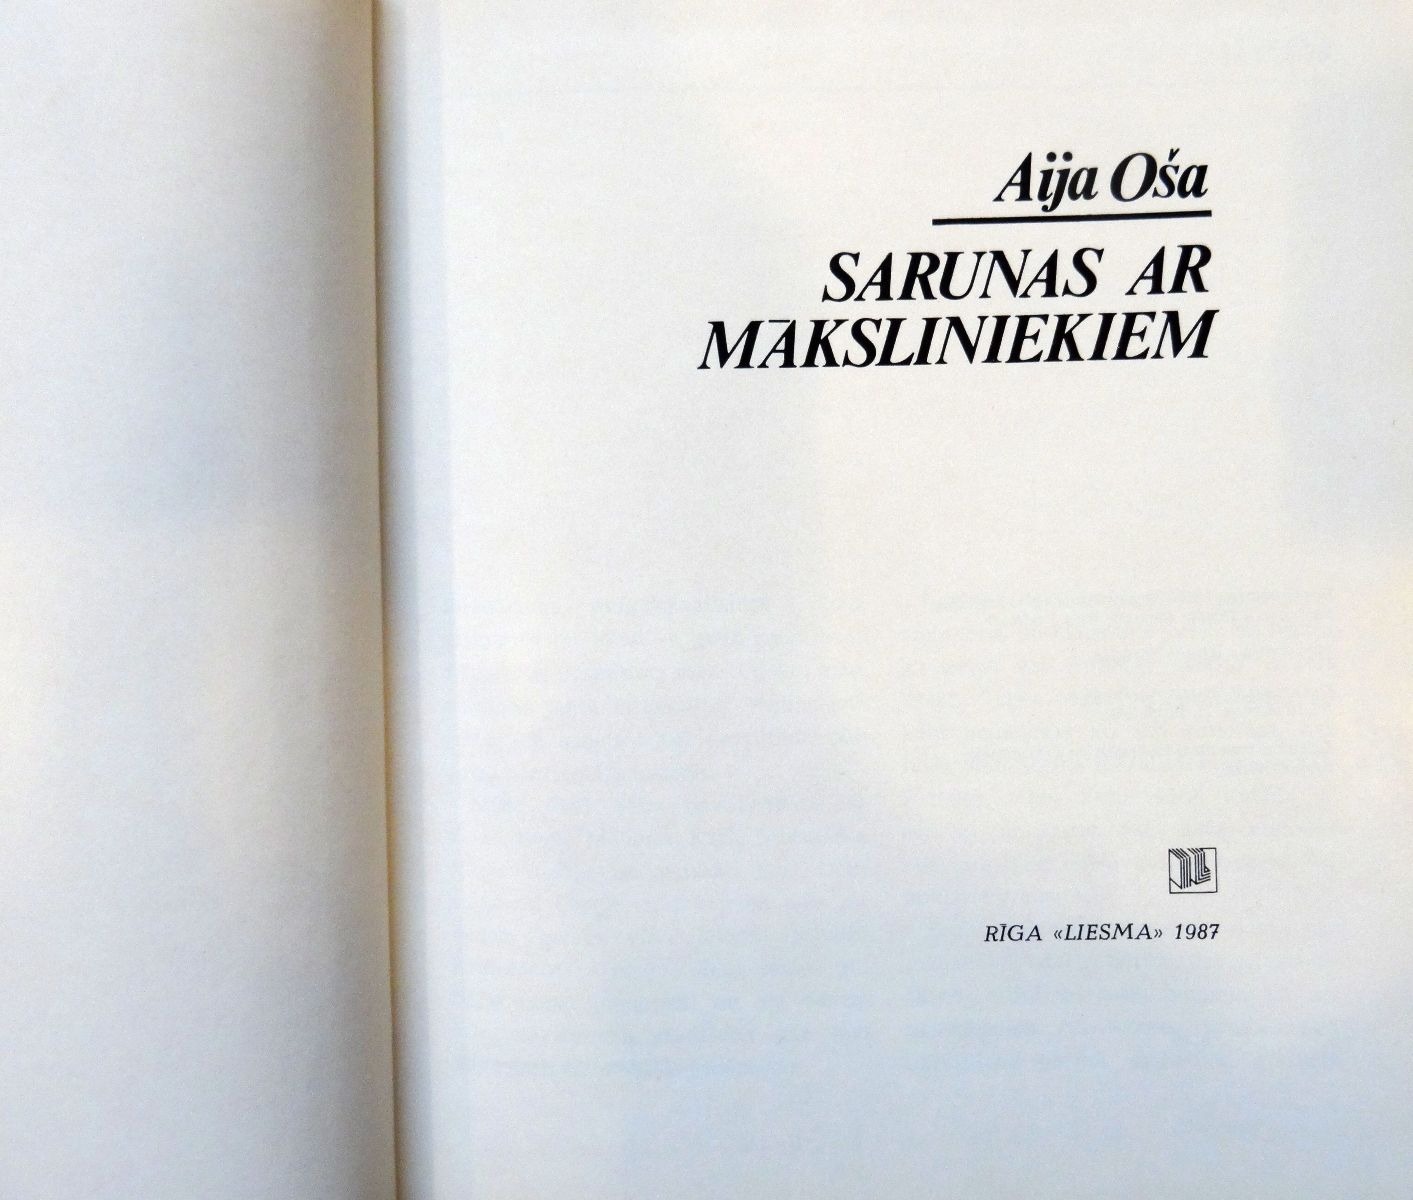 Aija Oša
SARUNAS AR
MĀKSLINIEKIEM
RĪGA «LIESMA» 1987